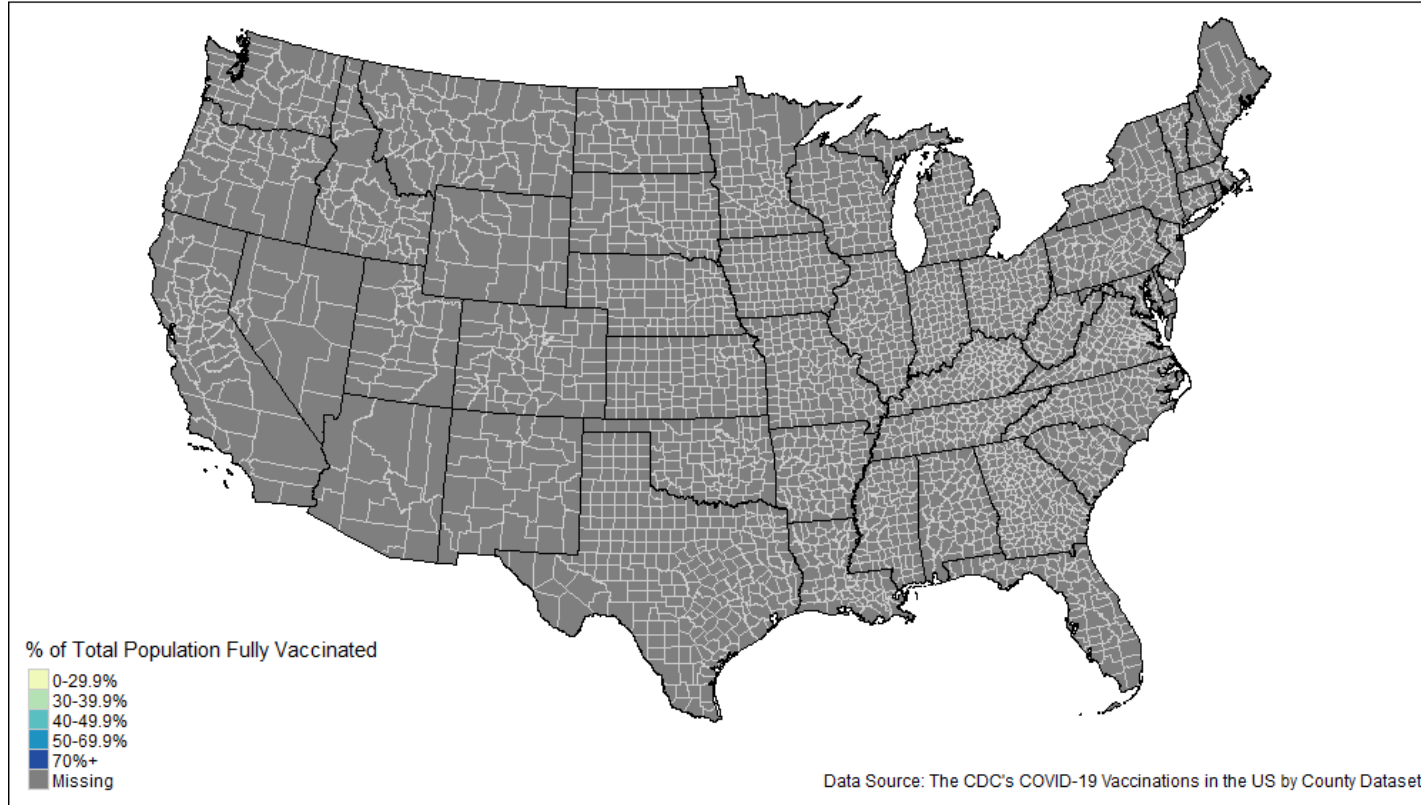 % of Total Population Fully Vaccinated
0-29.9%
30-39.9%
40-49.9%
50-69.9%
70%+
Missing
Data Source: The CDC's COVID-19 Vaccinations in the US by County Dataset